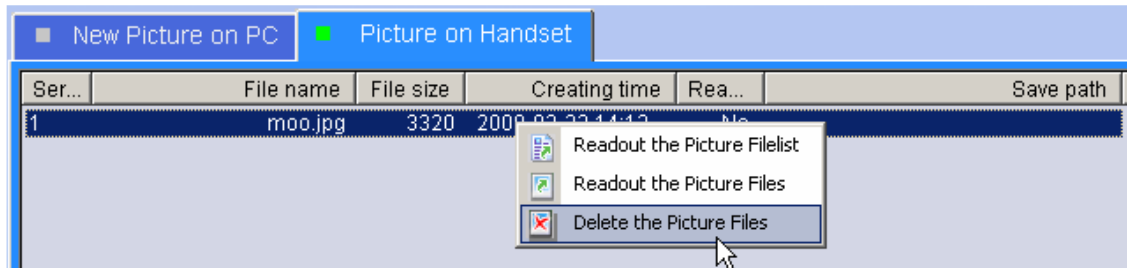 New Picture on PC Picture on Handset
Ser... File name File size Creating time Rea... Save path
1 moo.jpg 3320
Readout the Picture Filelist
Readout the Picture Files
Delete the Picture Files